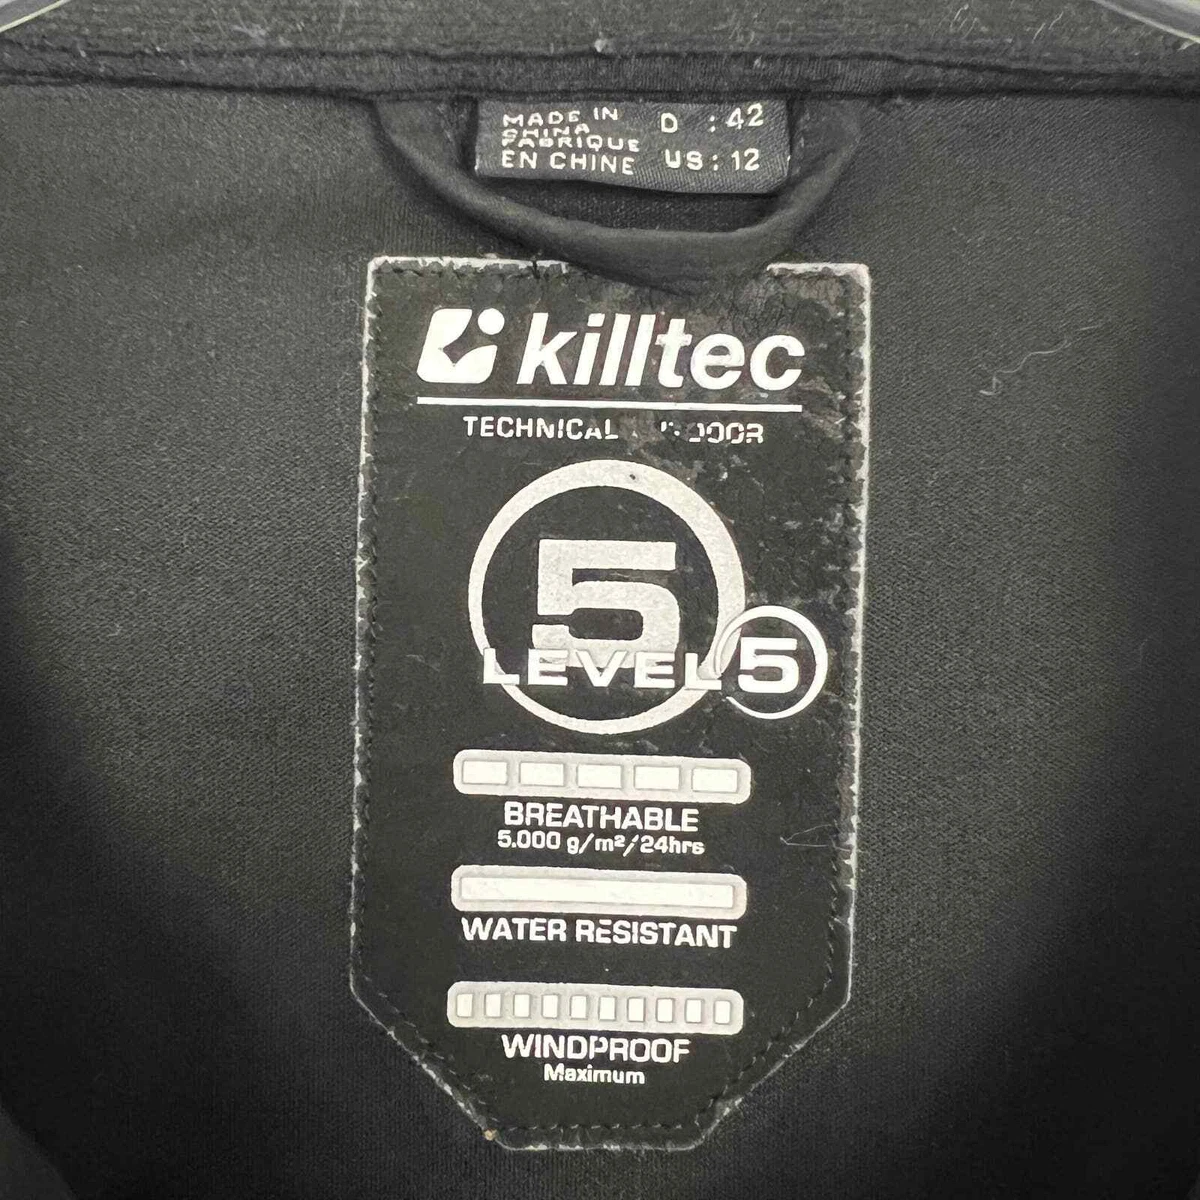 MADE IN
CHINA
FABRIQUE
EN CHINE
D : 42
US : 12
killtec
TECHNICAL
5
LEVEL 5
BREATHABLE
5.000 g/m²/24hrs
WATER RESISTANT
WINDPROOF
Maximum